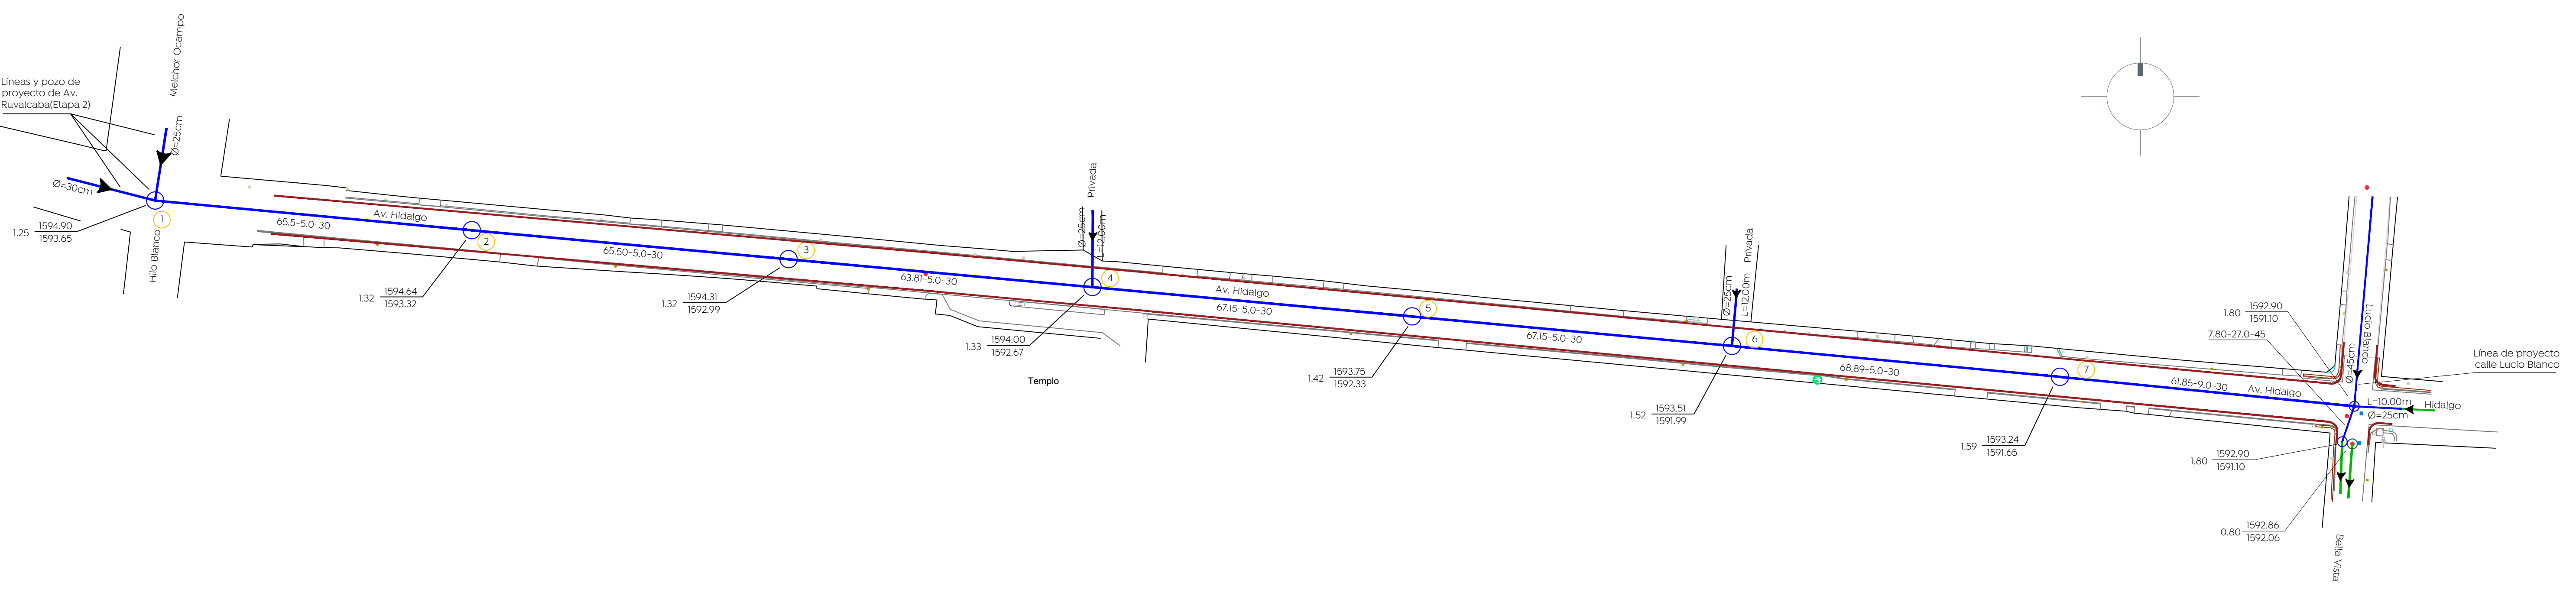 Melchor Ocampo
Líneas y pozo de
proyecto de Av.
Ruvalcaba(Etapa 2)
Ø=25cm
Ø=30cm
1
1.25 1594.90
1593.65
Hilo Blanco
65.5-5.0-30
Av. Hidalgo
2
1.32 1594.64
1593.32
65.50-5.0-30
3
1.32 1594.31
1592.99
63.81-5.0-30
Privada
Ø=25cm
L=12.00m
4
1.33 1594.00
1592.67
Templo
Av. Hidalgo
67.15-5.0-30
5
1.42 1593.75
1592.33
67.15-5.0-30
Privada
Ø=25cm
L=12.00m
6
1.52 1593.51
1591.99
68.89-5.0-30
7
1.59 1593.24
1591.65
61.85-9.0-30
Av. Hidalgo
1.80 1592.90
1591.10
7.80-27.0-45
Lucio Blanco
Ø=45cm
Línea de proyecto
calle Lucio Blanco
L=10.00m
Ø=25cm
Hidalgo
1.80 1592.90
1591.10
0.80 1592.86
1592.06
Bella Vista